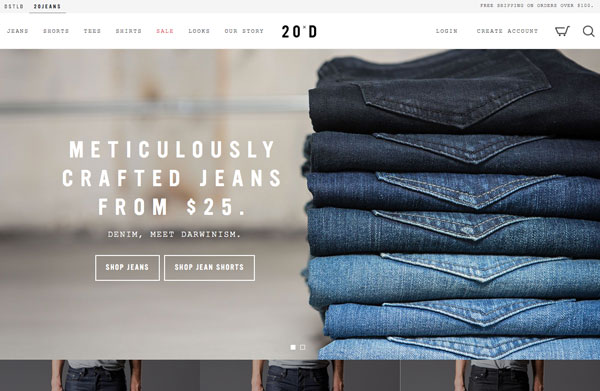 DSTLD 20JEANS FREE SHIPPING ON ORDERS OVER $100.
JEANS SHORTS TEES SHIRTS SALE LOOKS OUR STORY 20×D LOGIN CREATE ACCOUNT
METICULOUSLY
CRAFTED JEANS
FROM $25.
DENIM, MEET DARWINISM.
SHOP JEANS SHOP JEAN SHORTS